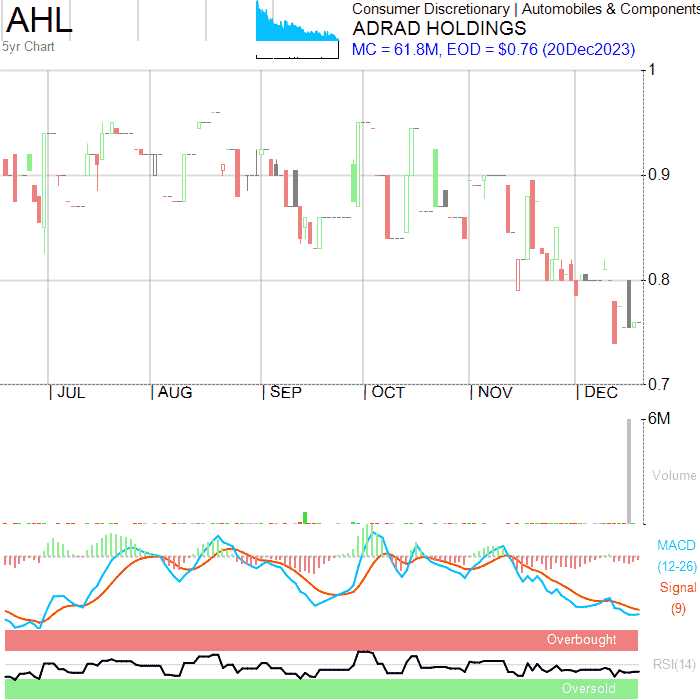 AHL
5yr Chart
Consumer Discretionary | Automobiles & Components
ADRAD HOLDINGS
MC = 61.8M, EOD = $0.76 (20Dec2023)
1
0.9
0.8
0.7
JUL
AUG
SEP
OCT
NOV
DEC
6M
Volume
MACD
(12-26)
Signal
(9)
Overbought
RSI(14)
Oversold